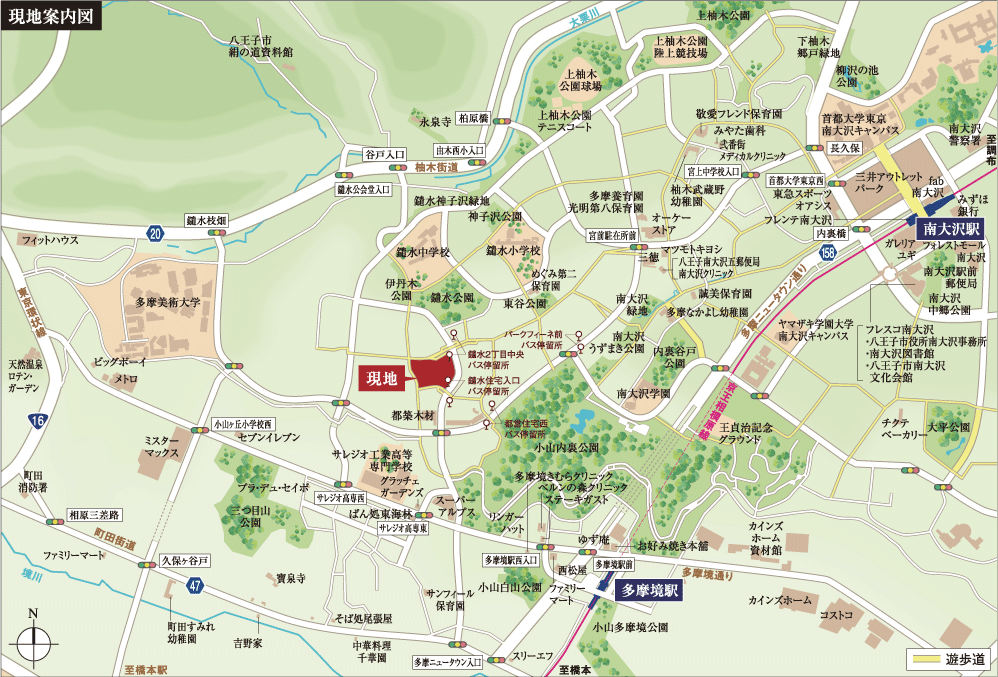 現地案内図
八王子市
絹の道資料館
大栗川
上柚木公園
上柚木公園
陸上競技場
下柚木
郷戸緑地
柳沢の池
公園
上柚木
公園球場
上柚木公園
テニスコート
永泉寺
柏原橋
由木西小入口
谷戸入口
柚木街道
鑓水公会堂入口
敬愛フレンド保育園
みやた歯科
弐番街
メディカルクリニック
宮上中学校入口
首都大学東京
南大沢キャンパス
長久保
南大沢
警察署
至調布
三井アウトレット
パーク
fab
南大沢
首都大学東京西
東急スポーツ
オアシス
フレンテ南大沢
みずほ
銀行
南大沢駅
内裏橋
158
ガレリア
ユギ
フォレストモール
南大沢
南大沢駅前
郵便局
南大沢
中郷公園
多摩養育園
光明第八保育園
柚木武蔵野
幼稚園
オーケー
ストア
宮前駐在所前
三徳
マツモトキヨシ
八王子南大沢五郵便局
南大沢クリニック
誠美保育園
多摩なかよし幼稚園
多摩ニュータウン通り
鑓水神子沢緑地
神子沢公園
鑓水中学校
鑓水小学校
めぐみ第二
保育園
伊丹木
公園
鑓水公園
東谷公園
南大沢
緑地
南大沢
うずまき公園
内裏谷戸
公園
ヤマザキ学園大学
南大沢キャンパス
フレスコ南大沢
・八王子市役所南大沢事務所
・南大沢図書館
・八王子市南大沢
文化会館
フィットハウス
20
鑓水板畑
多摩美術大学
東京環状線
天然温泉
ロテン・
ガーデン
ビッグボーイ
メトロ
16
現地
パークフィーネ前
バス停留所
鑓水2丁目中央
バス停留所
鑓水住宅入口
バス停留所
都営住宅西
バス停留所
都築木材
南大沢学園
京王相模原線
小山内裏公園
王貞治記念
グラウンド
チクテ
ベーカリー
大平公園
小山ヶ丘小学校西
セブンイレブン
ミスター
マックス
サレジオ工業高等
専門学校
グラッチェ
ガーデンズ
プラ・デュ・セイボ
サレジオ高専西
ばん処東海林
サレジオ高専東
スーパー
アルプス
三つ目山
公園
町田
消防署
相原三差路
町田街道
ファミリーマート
久保ヶ谷戸
境川
47
寶泉寺
町田すみれ
幼稚園
吉野家
そば処尾張屋
中華料理
千華園
サンフィール
保育園
多摩ニュータウン入口
スリーエフ
至橋本駅
至橋本
多摩境きむらクリニック
ベルンの森クリニック
ステーキガスト
リンガー
ハット
ゆず庵
お好み焼き本舗
多摩境駅西入口
多摩境駅前
西松屋
小山白山公園
ファミリー
マート
多摩境駅
小山多摩境公園
多摩境通り
カインズ
ホーム
資材館
カインズホーム
コストコ
N
遊歩道